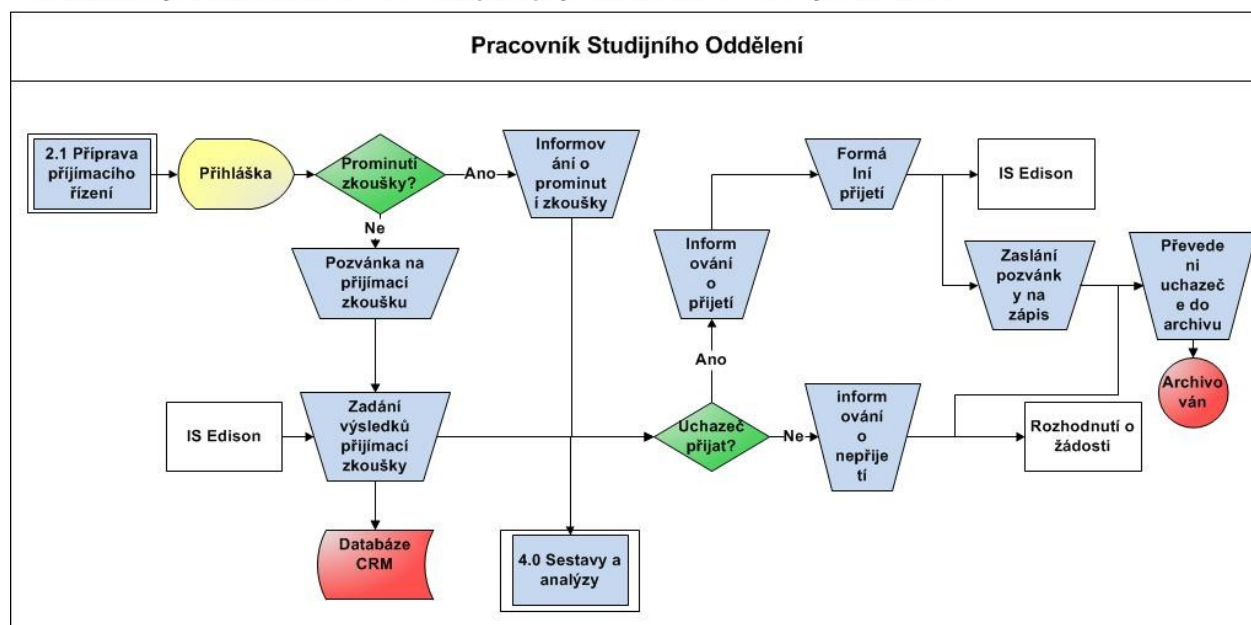 Pracovník Studijního Oddělení
2.1 Příprava
příjímacího
řízení
Přihláška
Prominutí
zkoušky?
Ano
Informov
ání o
prominut
í zkoušky
Formá
lní
přijetí
IS Edison
Ne
Pozvánka na
přijímací
zkoušku
Inform
ování
o
přijetí
Zaslání
pozvánk
y na
zápis
Převede
ni
uchazeč
e do
archivu
Ano
Archivo
ván
IS Edison
Zadání
výsledků
přijímací
zkoušky
Uchazeč
přijat?
Ne
inform
ování
o
nepřije
tí
Rozhodnutí o
žádosti
Databáze
CRM
4.0 Sestavy a
analýzy